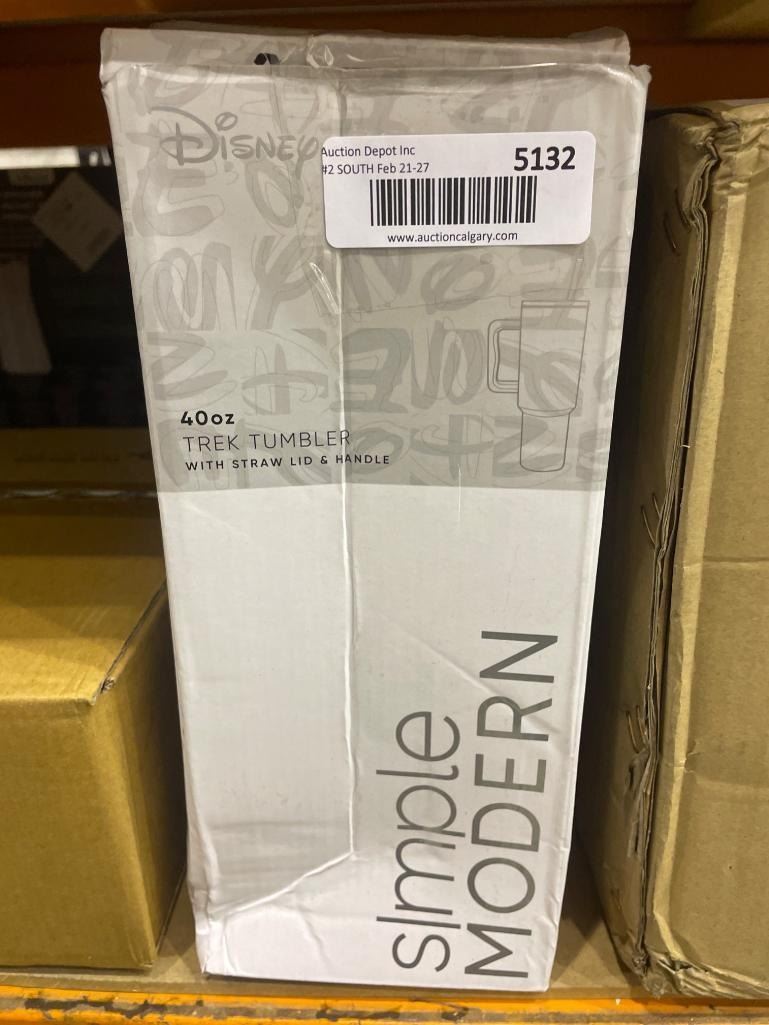 Disney
Auction Depot Inc
#2 SOUTH Feb 21-27
5132
www.auctioncalgary.com
40oz
TREK TUMBLER
WITH STRAW LID & HANDLE
sImple
MODERN